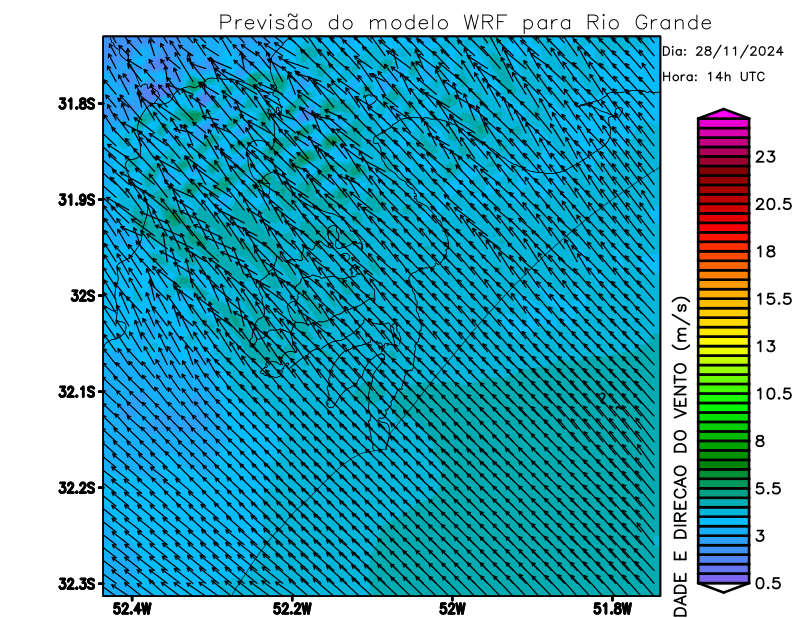 Previsão do modelo WRF para Rio Grande
Dia: 28/11/2024
Hora: 14h UTC
31.8S
31.9S
32S
32.1S
32.2S
32.3S
52.4W
52.2W
52W
51.8W
23
20.5
18
15.5
13
10.5
8
5.5
3
0.5
DADE E DIRECAO DO VENTO (m/s)